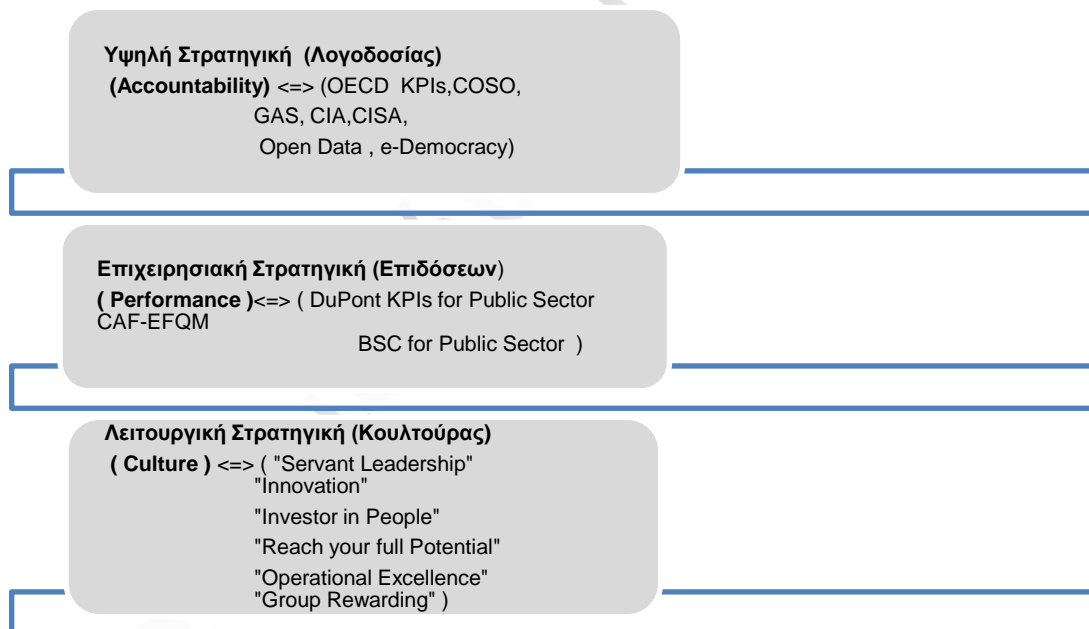 Υψηλή Στρατηγική (Λογοδοσίας)
(Accountability) <=> (OECD KPIs,COSO,
GAS, CIA,CISA,
Open Data , e-Democracy)
Επιχειρησιακή Στρατηγική (Επιδόσεων)
( Performance )<=> ( DuPont KPIs for Public Sector
CAF-EFQM
BSC for Public Sector )
Λειτουργική Στρατηγική (Κουλτούρας)
( Culture ) <=> ( "Servant Leadership"
"Innovation"
"Investor in People"
"Reach your full Potential"
"Operational Excellence"
"Group Rewarding" )